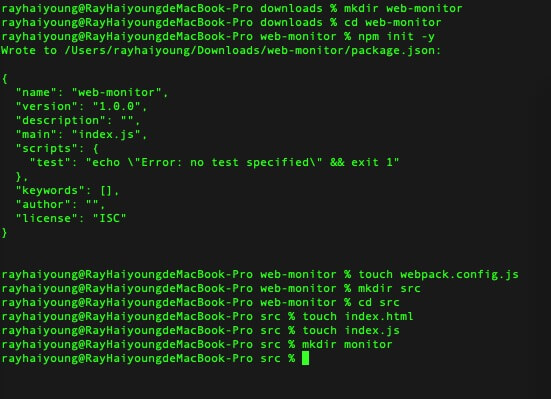 rayhaiyoung@RayHaiyoungdeMacBook-Pro downloads % mkdir web-monitor
rayhaiyoung@RayHaiyoungdeMacBook-Pro downloads % cd web-monitor
rayhaiyoung@RayHaiyoungdeMacBook-Pro web-monitor % npm init -y
Wrote to /Users/rayhaiyoung/Downloads/web-monitor/package.json:
{
  "name": "web-monitor",
  "version": "1.0.0",
  "description": "",
  "main": "index.js",
  "scripts": {
    "test": "echo \"Error: no test specified\" && exit 1"
  },
  "keywords": [],
  "author": "",
  "license": "ISC"
}
rayhaiyoung@RayHaiyoungdeMacBook-Pro web-monitor % touch webpack.config.js
rayhaiyoung@RayHaiyoungdeMacBook-Pro web-monitor % mkdir src
rayhaiyoung@RayHaiyoungdeMacBook-Pro web-monitor % cd src
rayhaiyoung@RayHaiyoungdeMacBook-Pro src % touch index.html
rayhaiyoung@RayHaiyoungdeMacBook-Pro src % touch index.js
rayhaiyoung@RayHaiyoungdeMacBook-Pro src % mkdir monitor
rayhaiyoung@RayHaiyoungdeMacBook-Pro src %